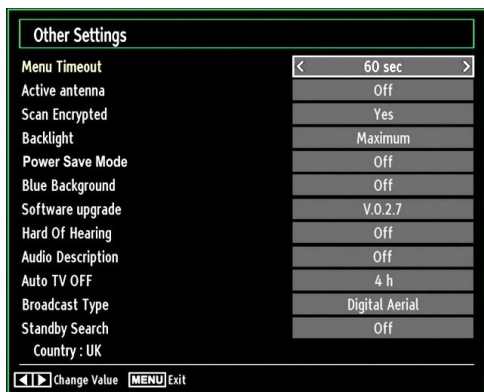 Other Settings
Menu Timeout < 60 sec >
Active antenna Off
Scan Encrypted Yes
Backlight Maximum
Power Save Mode Off
Blue Background Off
Software upgrade V.0.2.7
Hard Of Hearing Off
Audio Description Off
Auto TV OFF 4 h
Broadcast Type Digital Aerial
Standby Search Off
Country : UK
Change Value MENU Exit